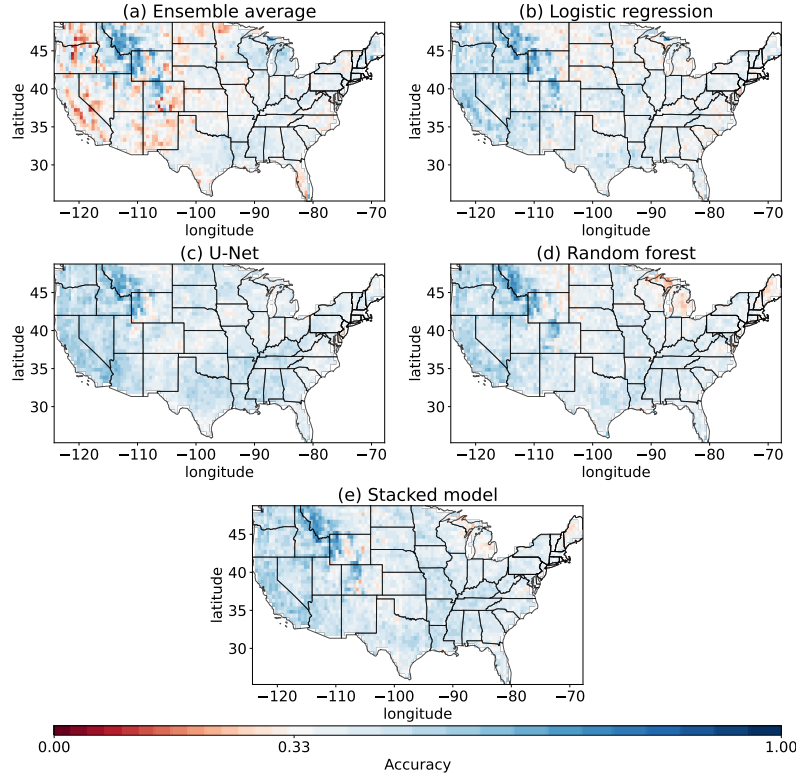 (a) Ensemble average
(b) Logistic regression
latitude
45
40
35
30
−120 −110 −100 −90 −80 −70
longitude
latitude
45
40
35
30
−120 −110 −100 −90 −80 −70
longitude
(c) U-Net
(d) Random forest
latitude
45
40
35
30
−120 −110 −100 −90 −80 −70
longitude
latitude
45
40
35
30
−120 −110 −100 −90 −80 −70
longitude
(e) Stacked model
latitude
45
40
35
30
−120 −110 −100 −90 −80 −70
longitude
0.00 0.33 1.00
Accuracy